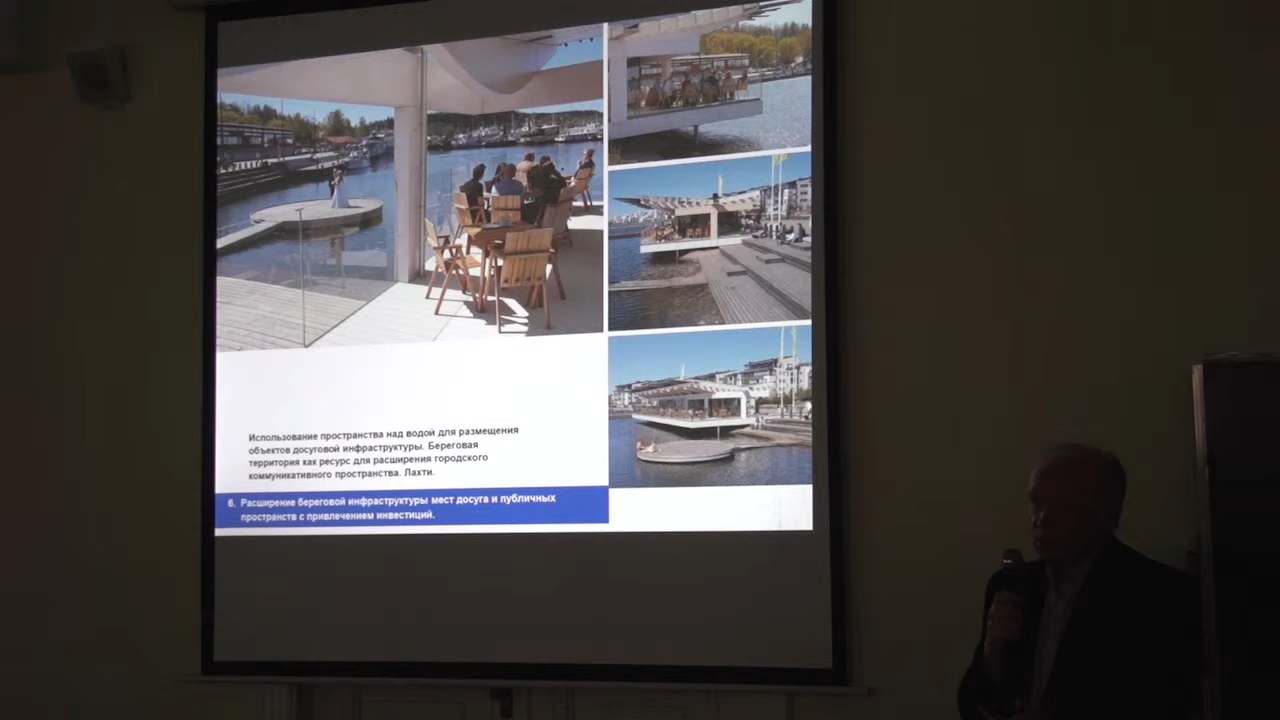 Использование пространства над водой для размещения
объектов досуговой инфраструктуры. Береговая
территория как ресурс для расширения городского
коммуникативного пространства. Лахти.
6. Расширение береговой инфраструктуры мест досуга и публичных
пространств с привлечением инвестиций.